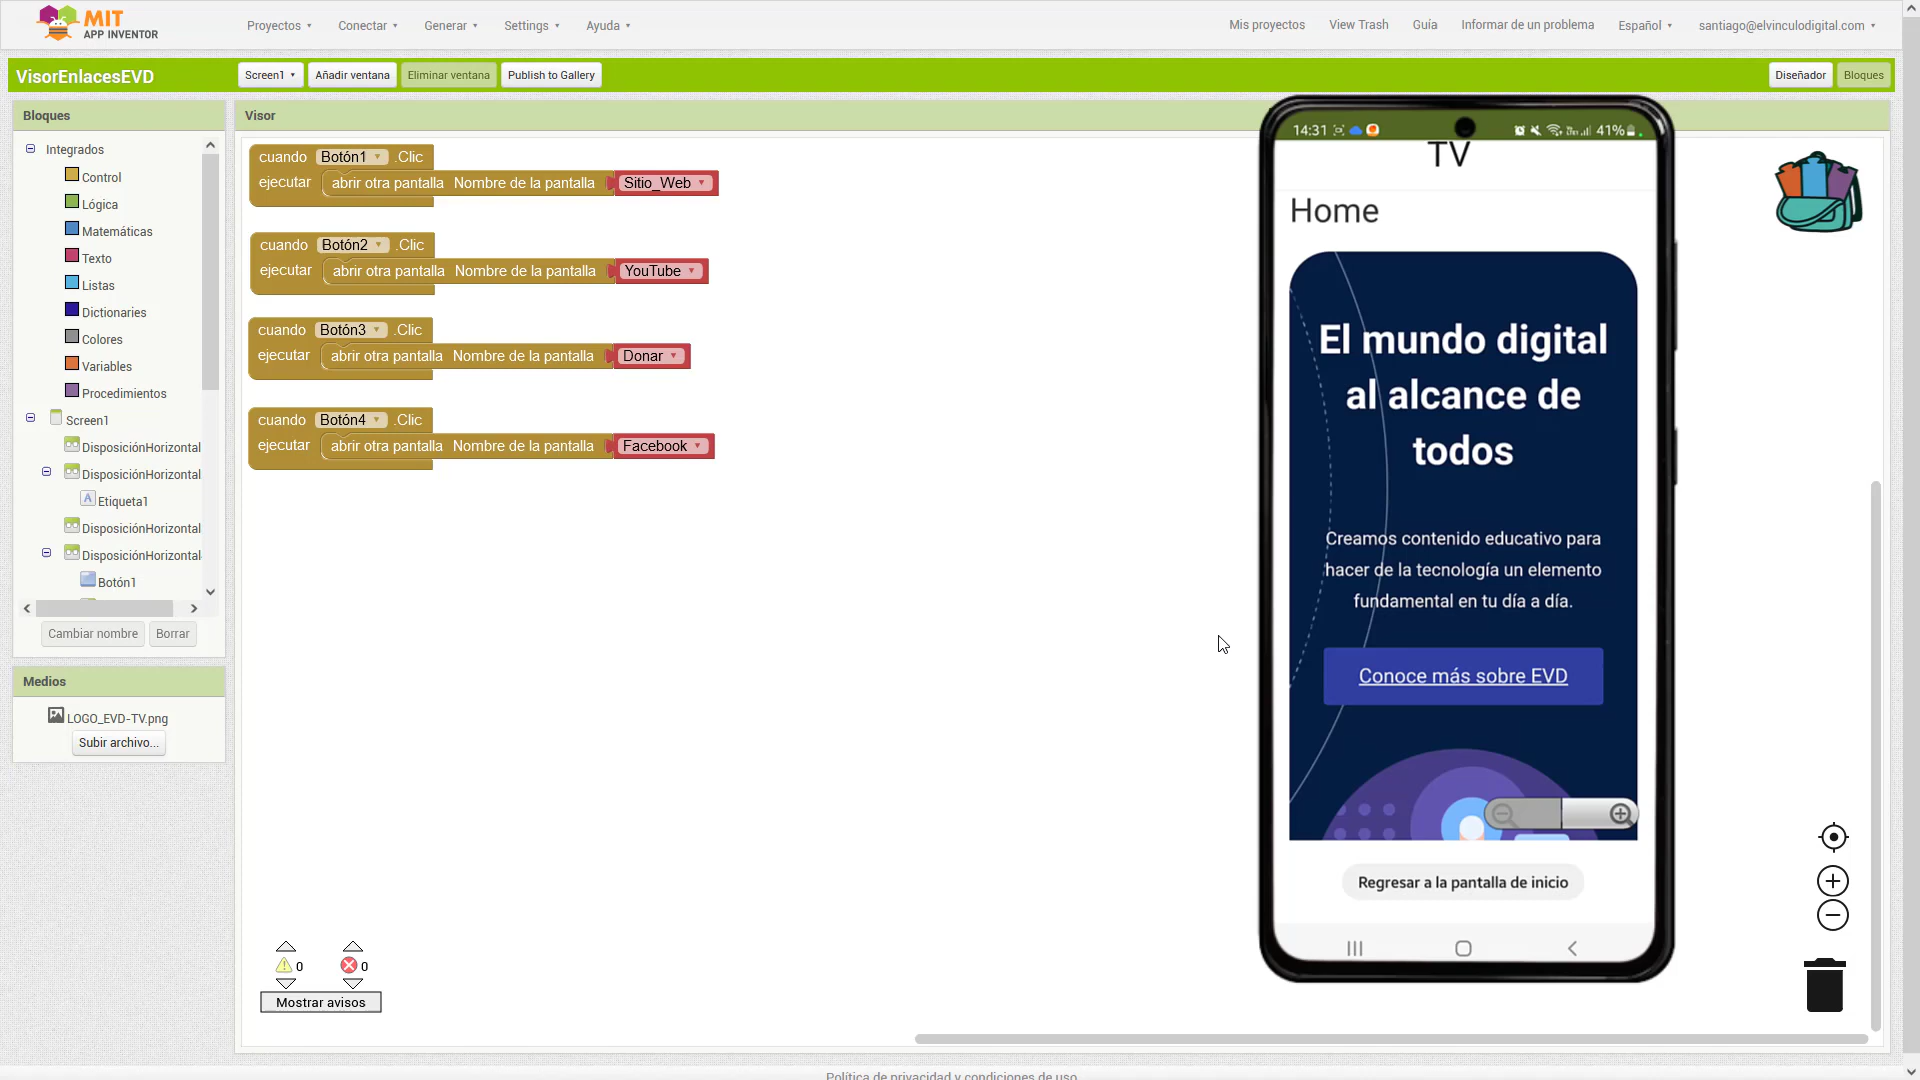 MIT
APP INVENTOR
Proyectos
Conectar
Generar
Settings
Ayuda
Mis proyectos
View Trash
Guía
Informar de un problema
Español
santiago@elvinculodigital.com
VisorEnlacesEVD
Screen1
Añadir ventana
Eliminar ventana
Publish to Gallery
Diseñador
Bloques
Bloques
Integrados
Control
Lógica
Matemáticas
Texto
Listas
Dictionaries
Colores
Variables
Procedimientos
Screen1
DisposiciónHorizontal
DisposiciónHorizontal
Etiqueta1
DisposiciónHorizontal
DisposiciónHorizontal
Botón1
Cambiar nombre
Borrar
Medios
LOGO_EVD-TV.png
Subir archivo...
Visor
cuando Botón1 .Clic
ejecutar abrir otra pantalla Nombre de la pantalla Sitio_Web
cuando Botón2 .Clic
ejecutar abrir otra pantalla Nombre de la pantalla YouTube
cuando Botón3 .Clic
ejecutar abrir otra pantalla Nombre de la pantalla Donar
cuando Botón4 .Clic
ejecutar abrir otra pantalla Nombre de la pantalla Facebook
0
0
Mostrar avisos
14:31
41%
TV
Home
El mundo digital
al alcance de
todos
Creamos contenido educativo para
hacer de la tecnología un elemento
fundamental en tu día a día.
Conoce más sobre EVD
Regresar a la pantalla de inicio
Política de privacidad y condiciones de uso